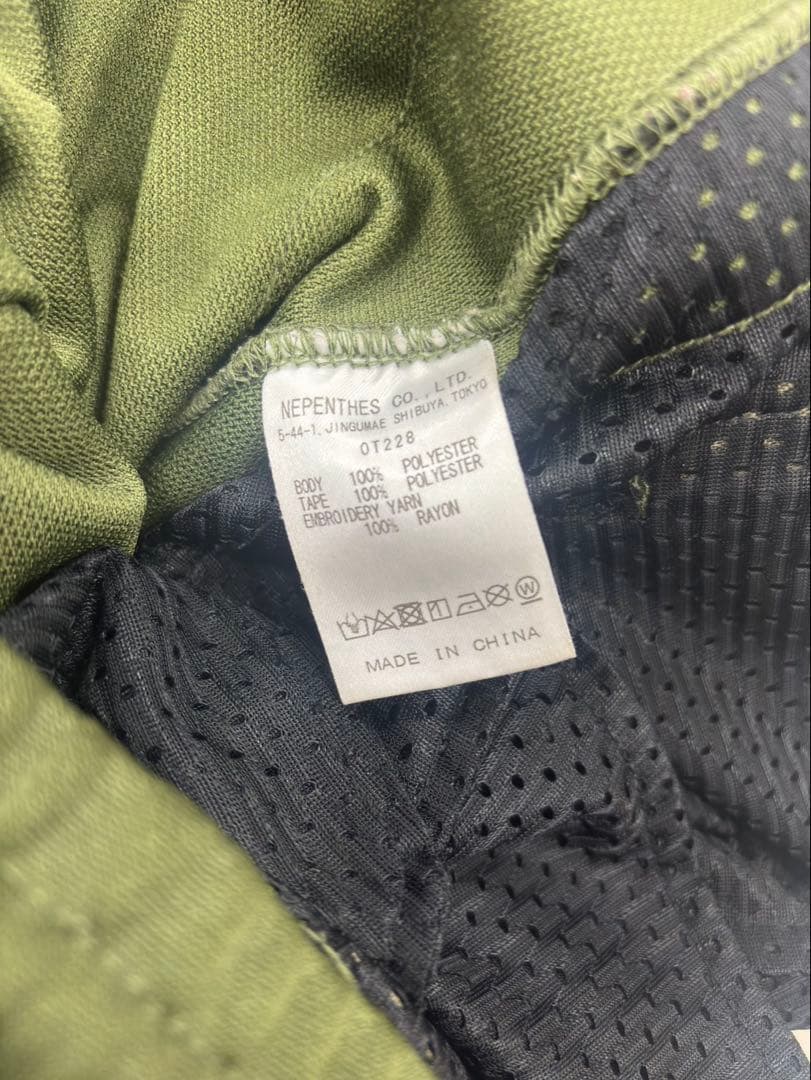 NEPENTHES CO., LTD.
5-44-1, JINGUMAE SHIBUYA, TOKYO
OT228
BODY 100% POLYESTER
TAPE 100% POLYESTER
EMBROIDERY YARN
100% RAYON
W
MADE IN CHINA